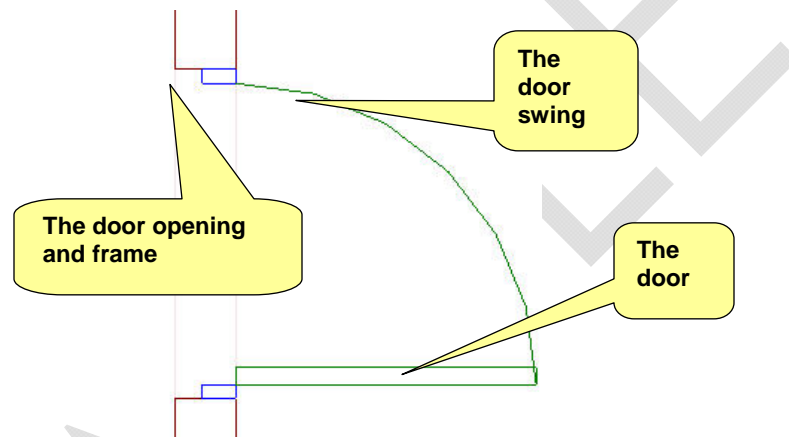 The
door
swing
The door opening
and frame
The
door